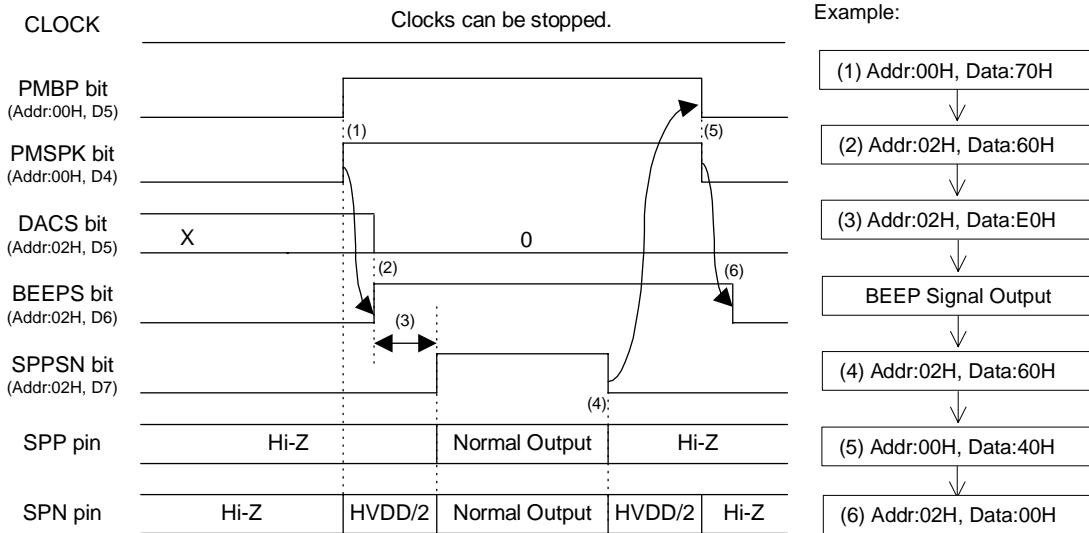 CLOCK
Clocks can be stopped.
Example:
PMBP bit
(Addr:00H, D5)
(1)
(5)
PMSPK bit
(Addr:00H, D4)
DACS bit
(Addr:02H, D5)
X
0
(2)
(6)
BEEPS bit
(Addr:02H, D6)
(3)
SPPSN bit
(Addr:02H, D7)
(4)
SPP pin
Hi-Z
Normal Output
Hi-Z
SPN pin
Hi-Z
HVDD/2
Normal Output
HVDD/2
Hi-Z
(1) Addr:00H, Data:70H
(2) Addr:02H, Data:60H
(3) Addr:02H, Data:E0H
BEEP Signal Output
(4) Addr:02H, Data:60H
(5) Addr:00H, Data:40H
(6) Addr:02H, Data:00H